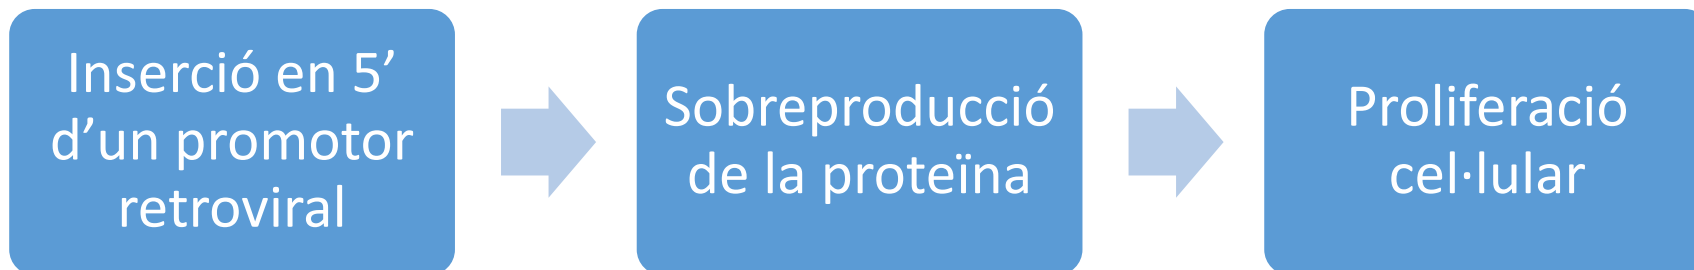 Inserció en 5’
d’un promotor
retroviral
Sobreproducció
de la proteïna
Proliferació
cel·lular